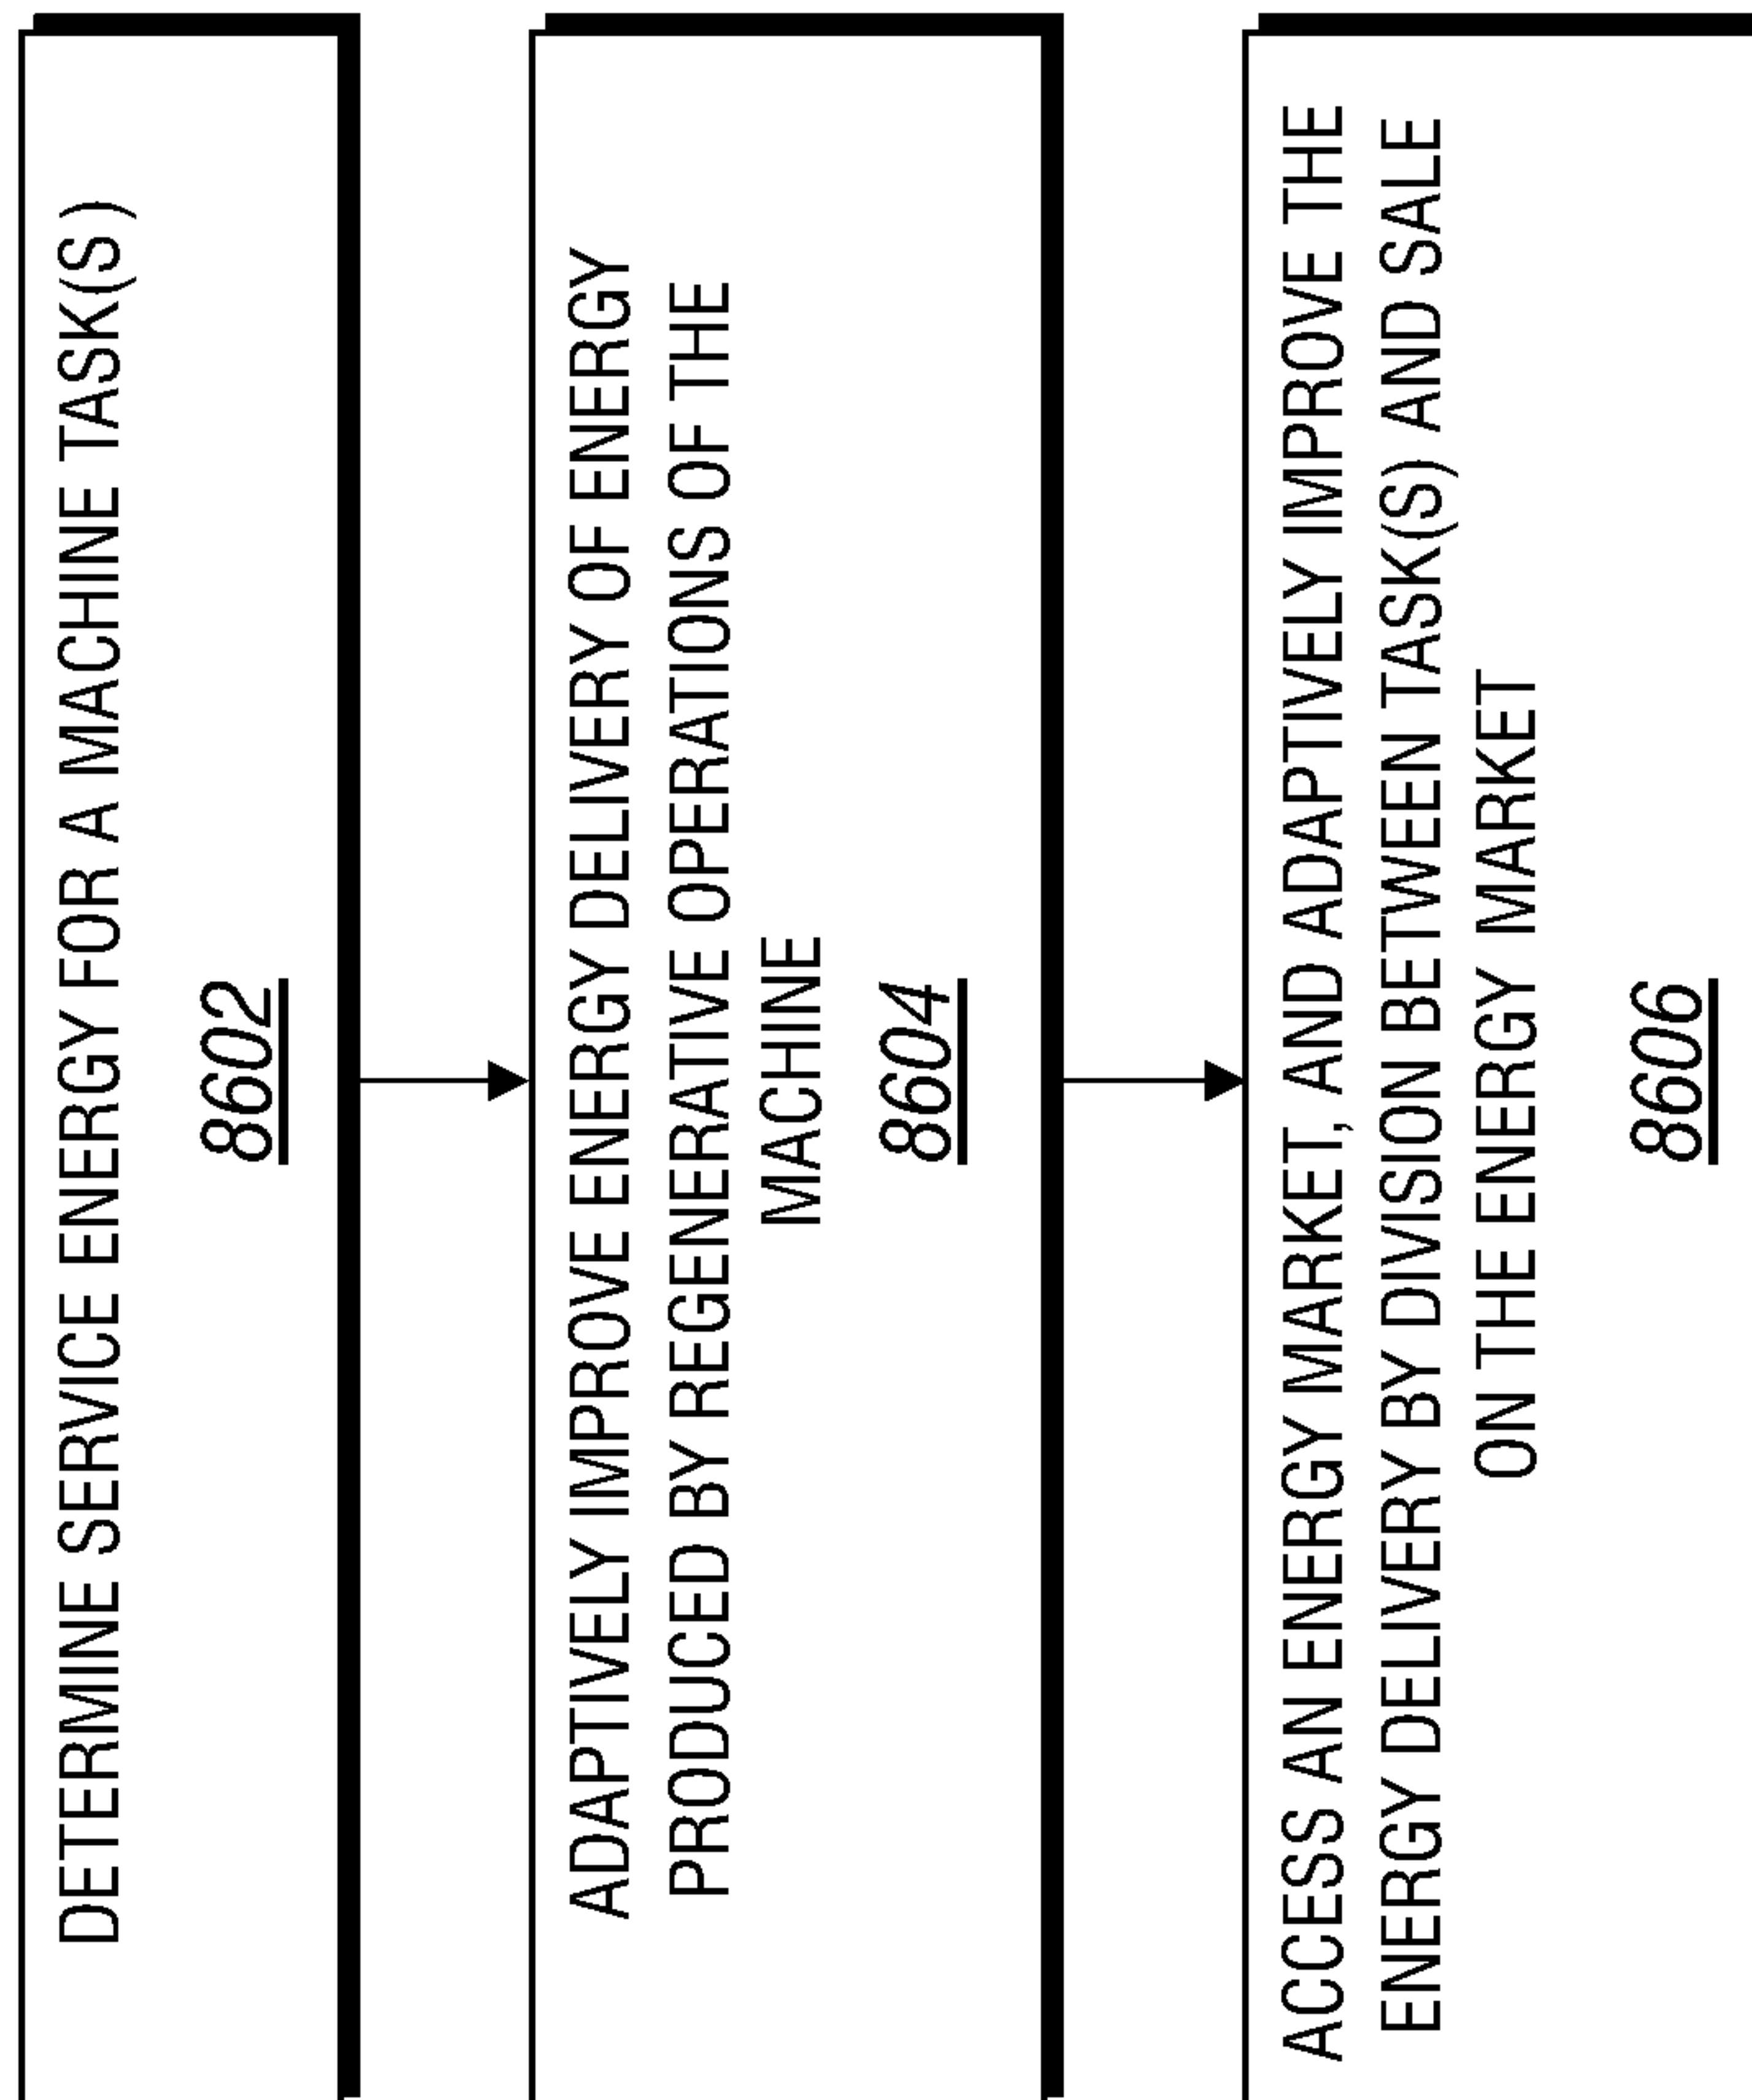 DETERMINE SERVICE ENERGY FOR A MACHINE TASK(S )
8602
ADAPTIVELY IMPROVE ENERGY DELIVERY OF ENERGY
PRODUCED BY REGENERATIVE OPERATIONS OF THE
MACHINE
8604
ACCESS AN ENERGY MARKET, AND ADAPTIVELY IMPROVE THE
ENERGY DELIVERY BY DIVISION BETWEEN TASK(S) AND SALE
ON THE ENERGY MARKET
8606